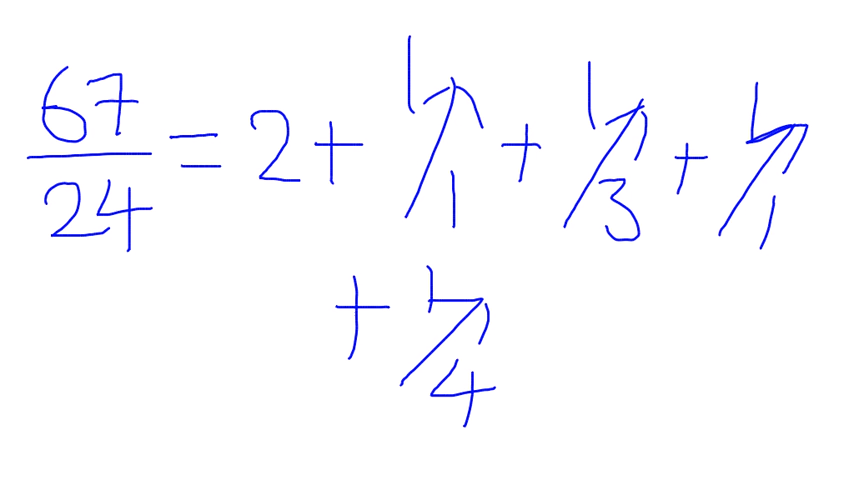 67/24 = 2 + 1/1 + 1/3 + 1/1
+ 1/4